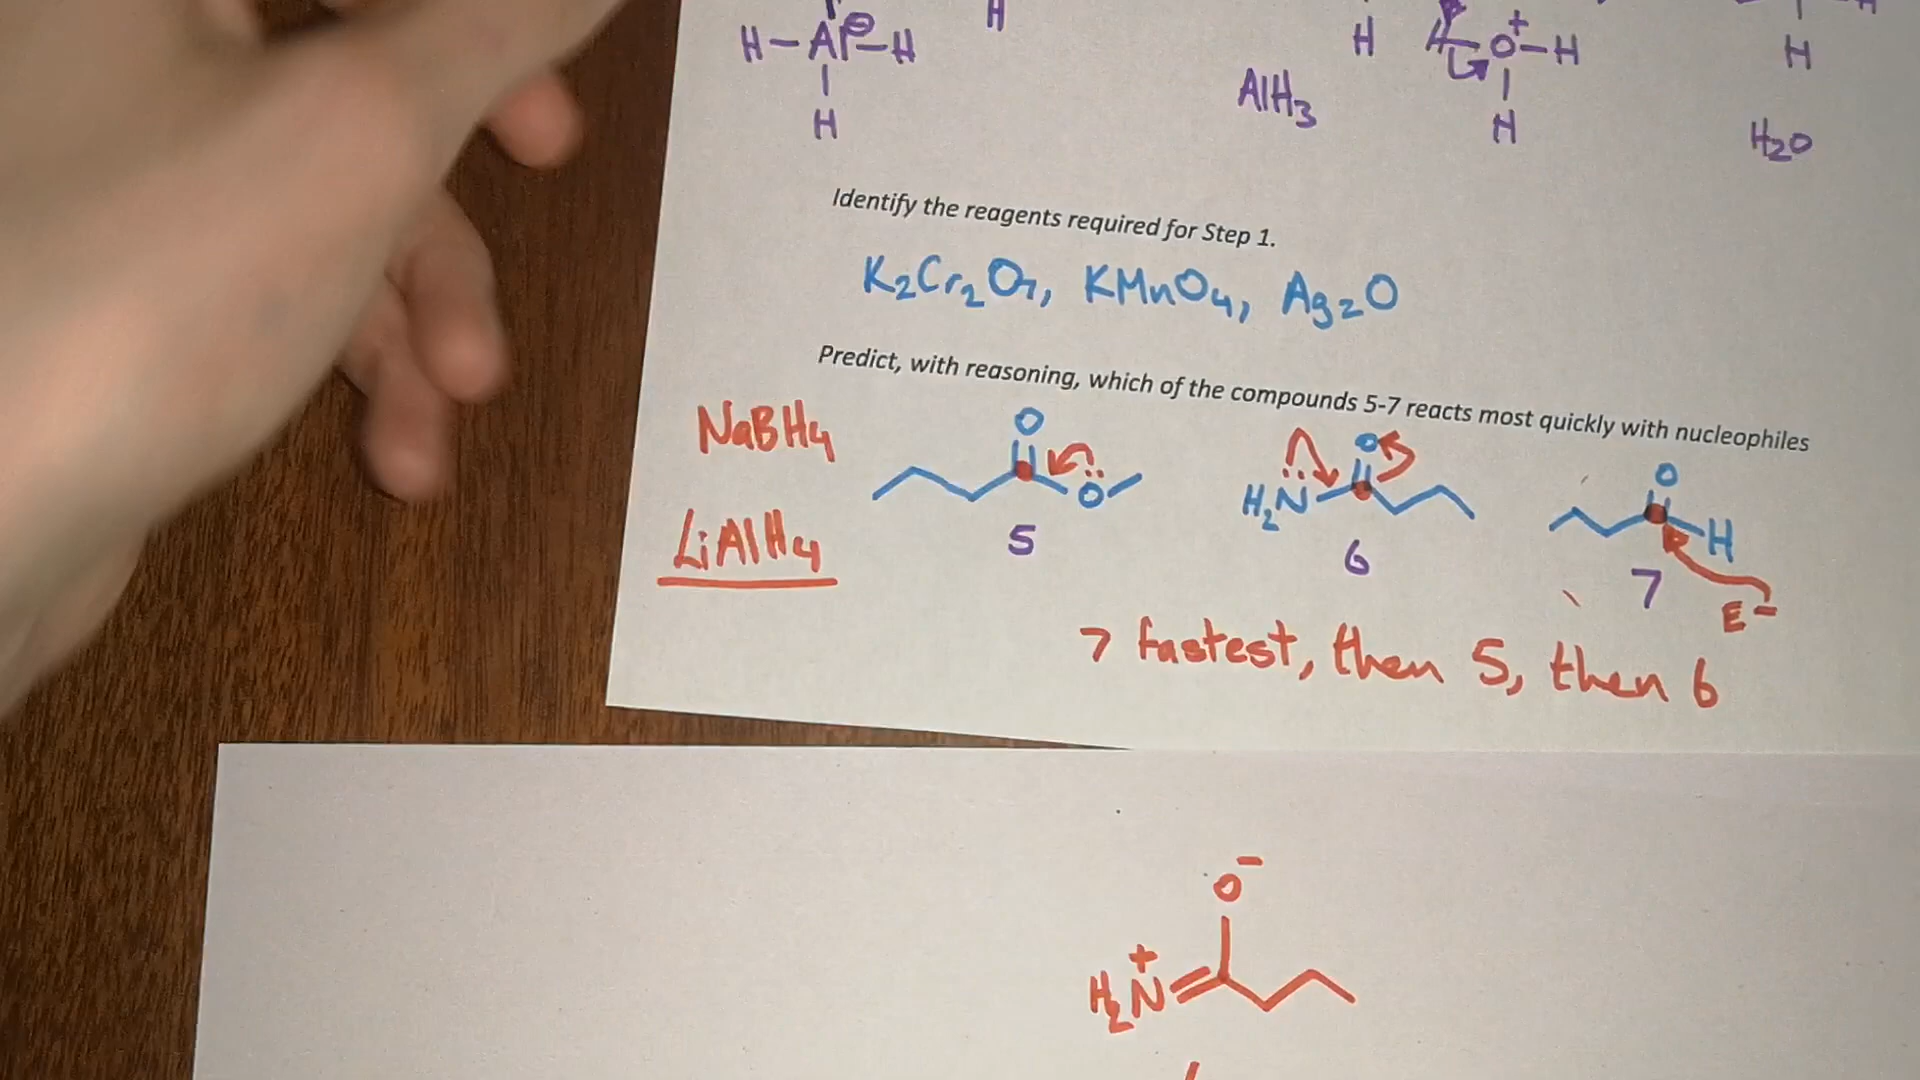 H-Al⊖-H
H
H
H
O+-H
H
AlH3
H
H
H
H2O
Identify the reagents required for Step 1.
K2Cr2O7, KMnO4, Ag2O
Predict, with reasoning, which of the compounds 5-7 reacts most quickly with nucleophiles
NaBH4
LiAlH4
O
O
5
O
H2N
6
O
H
7
E-
7 fastest, then 5, then 6
O-
H2N+